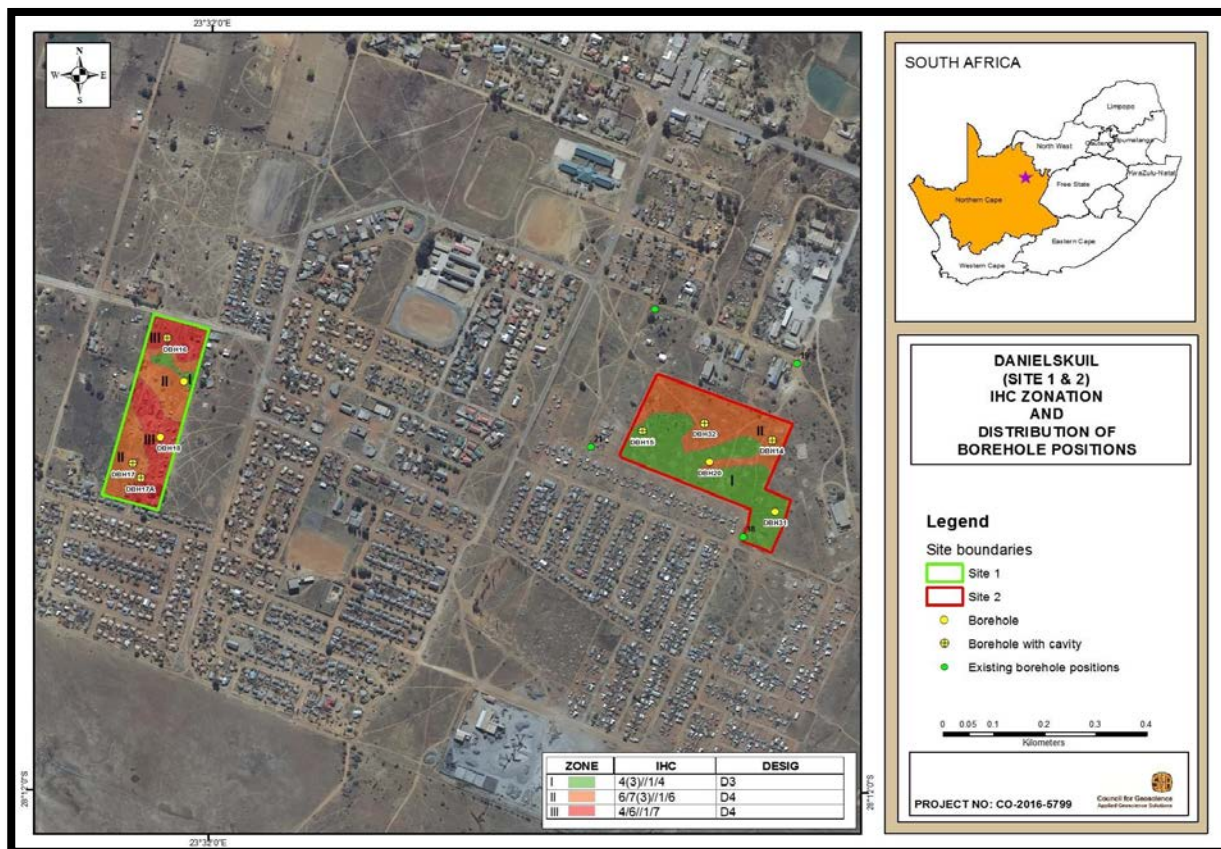 23°32'0"E
N
W E
S
III
DBH16
II
I
III
DBH18
II
DBH17
DBH17A
DBH15
DBH32
II
DBH14
DBH20
I
DBH31
18
28°12'0"S
28°12'0"S
23°32'0"E
ZONE IHC DESIG
I 4(3)//1/4 D3
II 6/7(3)//1/6 D4
III 4/6//1/7 D4
SOUTH AFRICA
Limpopo
North West
Gauteng
Mpumalanga
KwaZulu-Natal
Free State
Northern Cape
Eastern Cape
Western Cape
DANIELSKUIL
(SITE 1 & 2)
IHC ZONATION
AND
DISTRIBUTION OF
BOREHOLE POSITIONS
Legend
Site boundaries
Site 1
Site 2
Borehole
Borehole with cavity
Existing borehole positions
0 0.05 0.1 0.2 0.3 0.4
Kilometers
PROJECT NO: CO-2016-5799
Council for Geoscience
Applied Geoscience Solutions